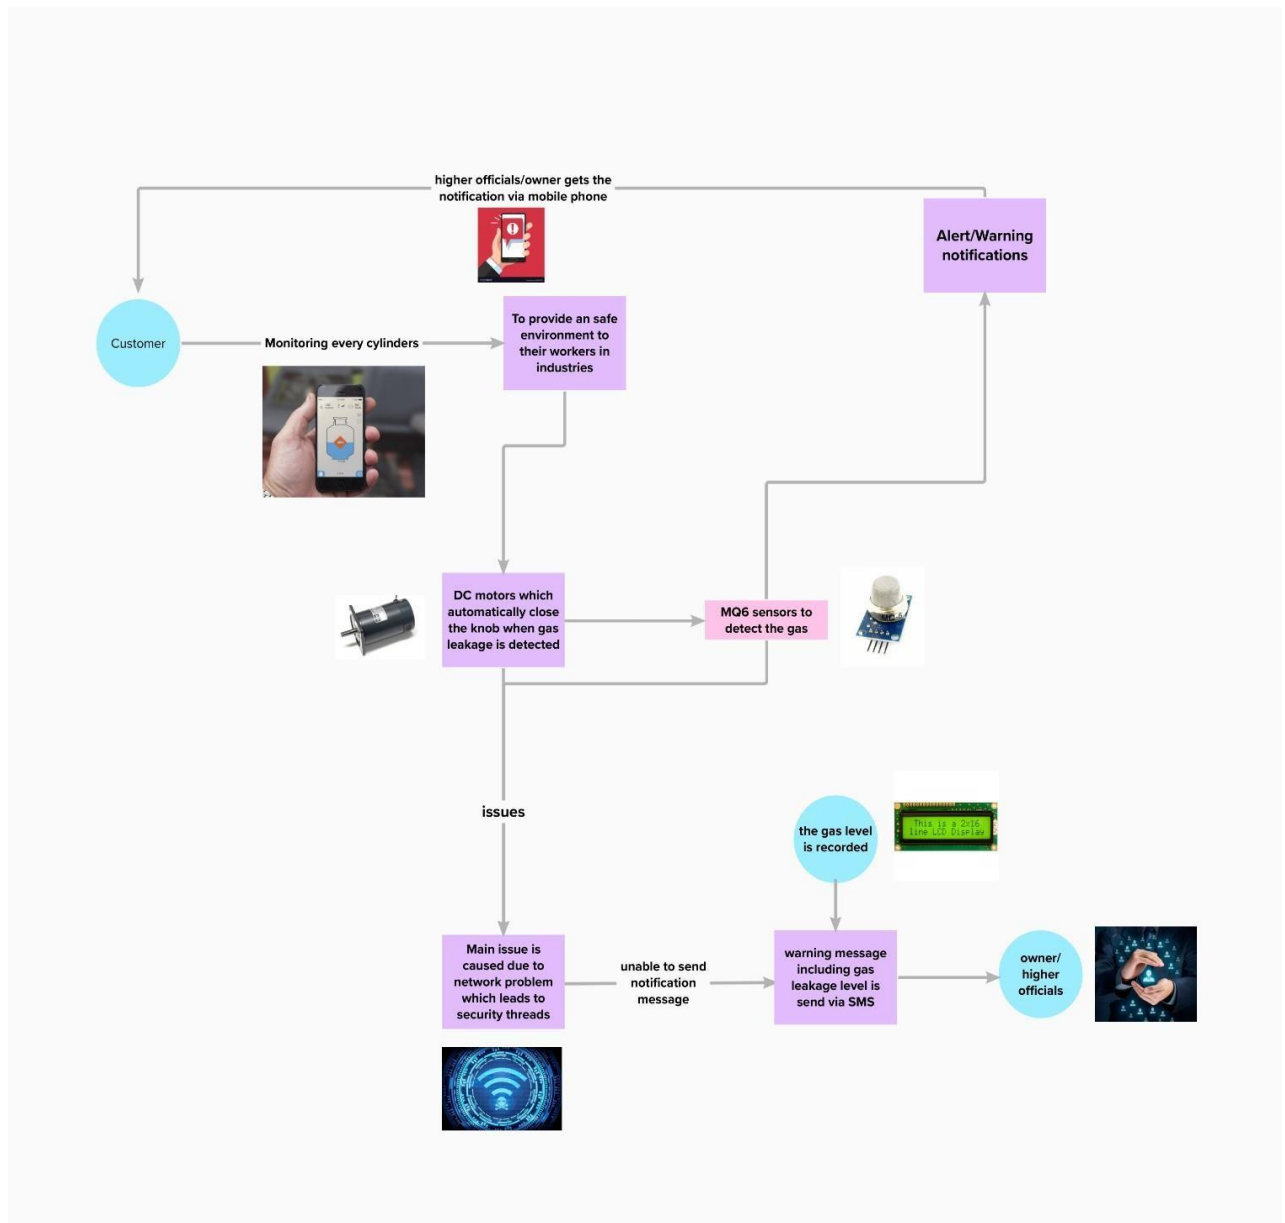 higher officials/owner gets the
notification via mobile phone
Alert/Warning
notifications
Customer
Monitoring every cylinders
To provide an safe
environment to
their workers in
industries
DC motors which
automatically close
the knob when gas
leakage is detected
MQ6 sensors to
detect the gas
issues
the gas level
is recorded
This is a 2x16
line LCD Display
Main issue is
caused due to
network problem
which leads to
security threads
unable to send
notification
message
warning message
including gas
leakage level is
send via SMS
owner/
higher
officials